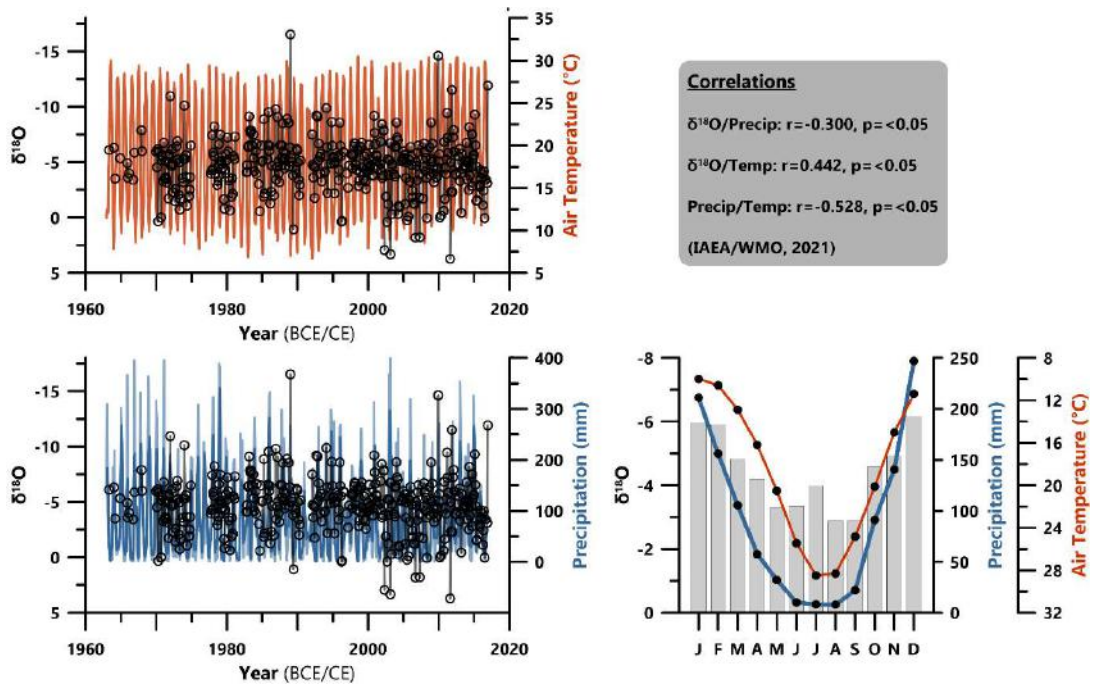 -15
-10
-5
0
5
δ¹⁸O
35
30
25
20
15
10
5
Air Temperature (°C)
1960 1980 2000 2020
Year (BCE/CE)
Correlations
δ¹⁸O/Precip: r=-0.300, p=<0.05
δ¹⁸O/Temp: r=0.442, p=<0.05
Precip/Temp: r=-0.528, p=<0.05
(IAEA/WMO, 2021)
-15
-10
-5
0
5
δ¹⁸O
400
300
200
100
0
Precipitation (mm)
1960 1980 2000 2020
Year (BCE/CE)
-8
-6
-4
-2
0
δ¹⁸O
250
200
150
100
50
0
Precipitation (mm)
8
12
16
20
24
28
32
Air Temperature (°C)
J F M A M J J A S O N D